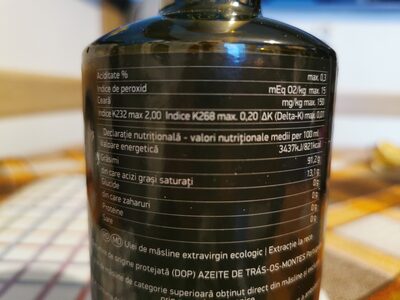 Aciditate % max. 0,3
Indice de peroxid mEq O2/kg max. 15
Ceară mg/kg max. 150
Indice K232 max 2,00 Indice K268 max. 0,20 ΔK (Delta-K) max. 0,01
Declarație nutrițională - valori nutriționale medii per 100 ml
Valoare energetică 3437kJ/821kcal
Grăsimi 91,2g
din care acizi grași saturați 13,1g
Glucide 0g
din care zaharuri 0g
Proteine 0g
Sare 0g
RO MD Ulei de măsline extravirgin ecologic | Extracție la rece
origine protejată (DOP) AZEITE DE TRÁS-OS-MONTES
de măsline de categorie superioară obținut direct din măsline și